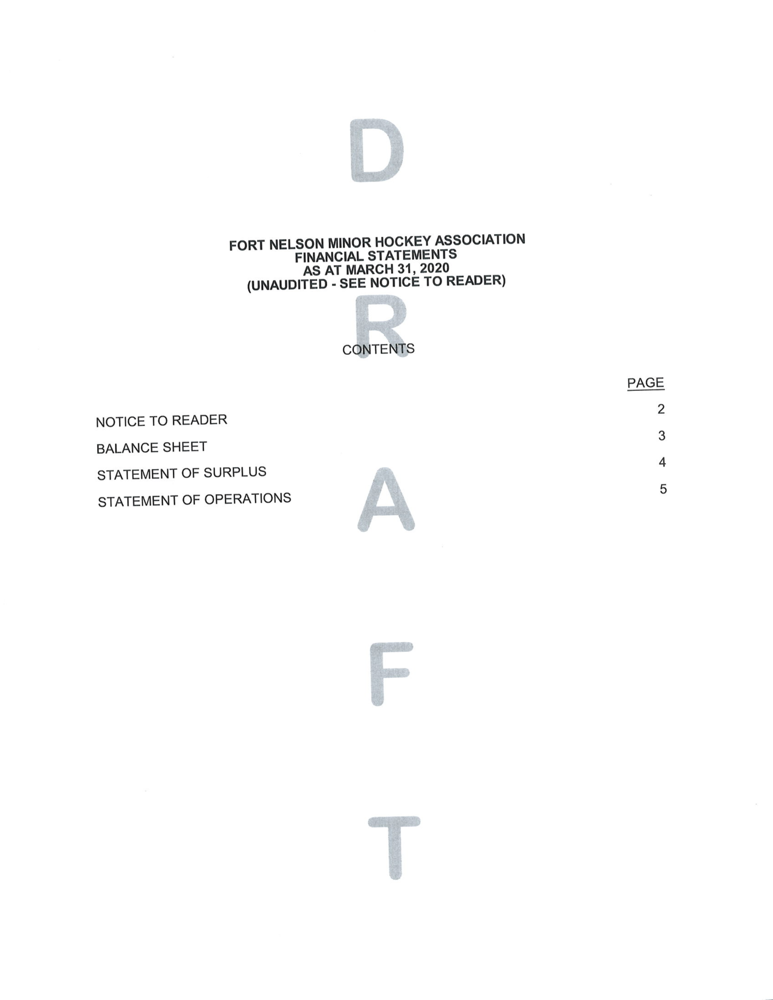 D
FORT NELSON MINOR HOCKEY ASSOCIATION
FINANCIAL STATEMENTS
AS AT MARCH 31, 2020
(UNAUDITED - SEE NOTICE TO READER)
R
CONTENTS
PAGE
NOTICE TO READER 2
BALANCE SHEET 3
STATEMENT OF SURPLUS 4
STATEMENT OF OPERATIONS 5
A
F
T